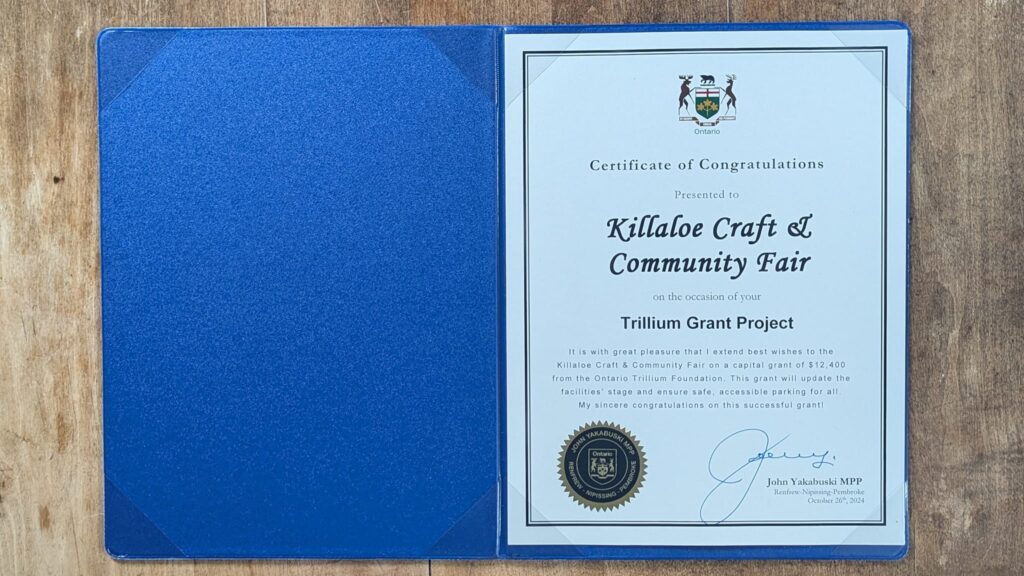 Ontario
Certificate of Congratulations
Presented to
Killaloe Craft &
Community Fair
on the occasion of your
Trillium Grant Project
It is with great pleasure that I extend best wishes to the
Killaloe Craft & Community Fair on a capital grant of $12,400
from the Ontario Trillium Foundation. This grant will update the
facilities' stage and ensure safe, accessible parking for all.
My sincere congratulations on this successful grant!
JOHN YAKABUSKI MPP
Ontario
RENFREW - NIPISSING - PEMBROKE
John Yakabuski MPP
Renfrew-Nipissing-Pembroke
October 26th, 2024